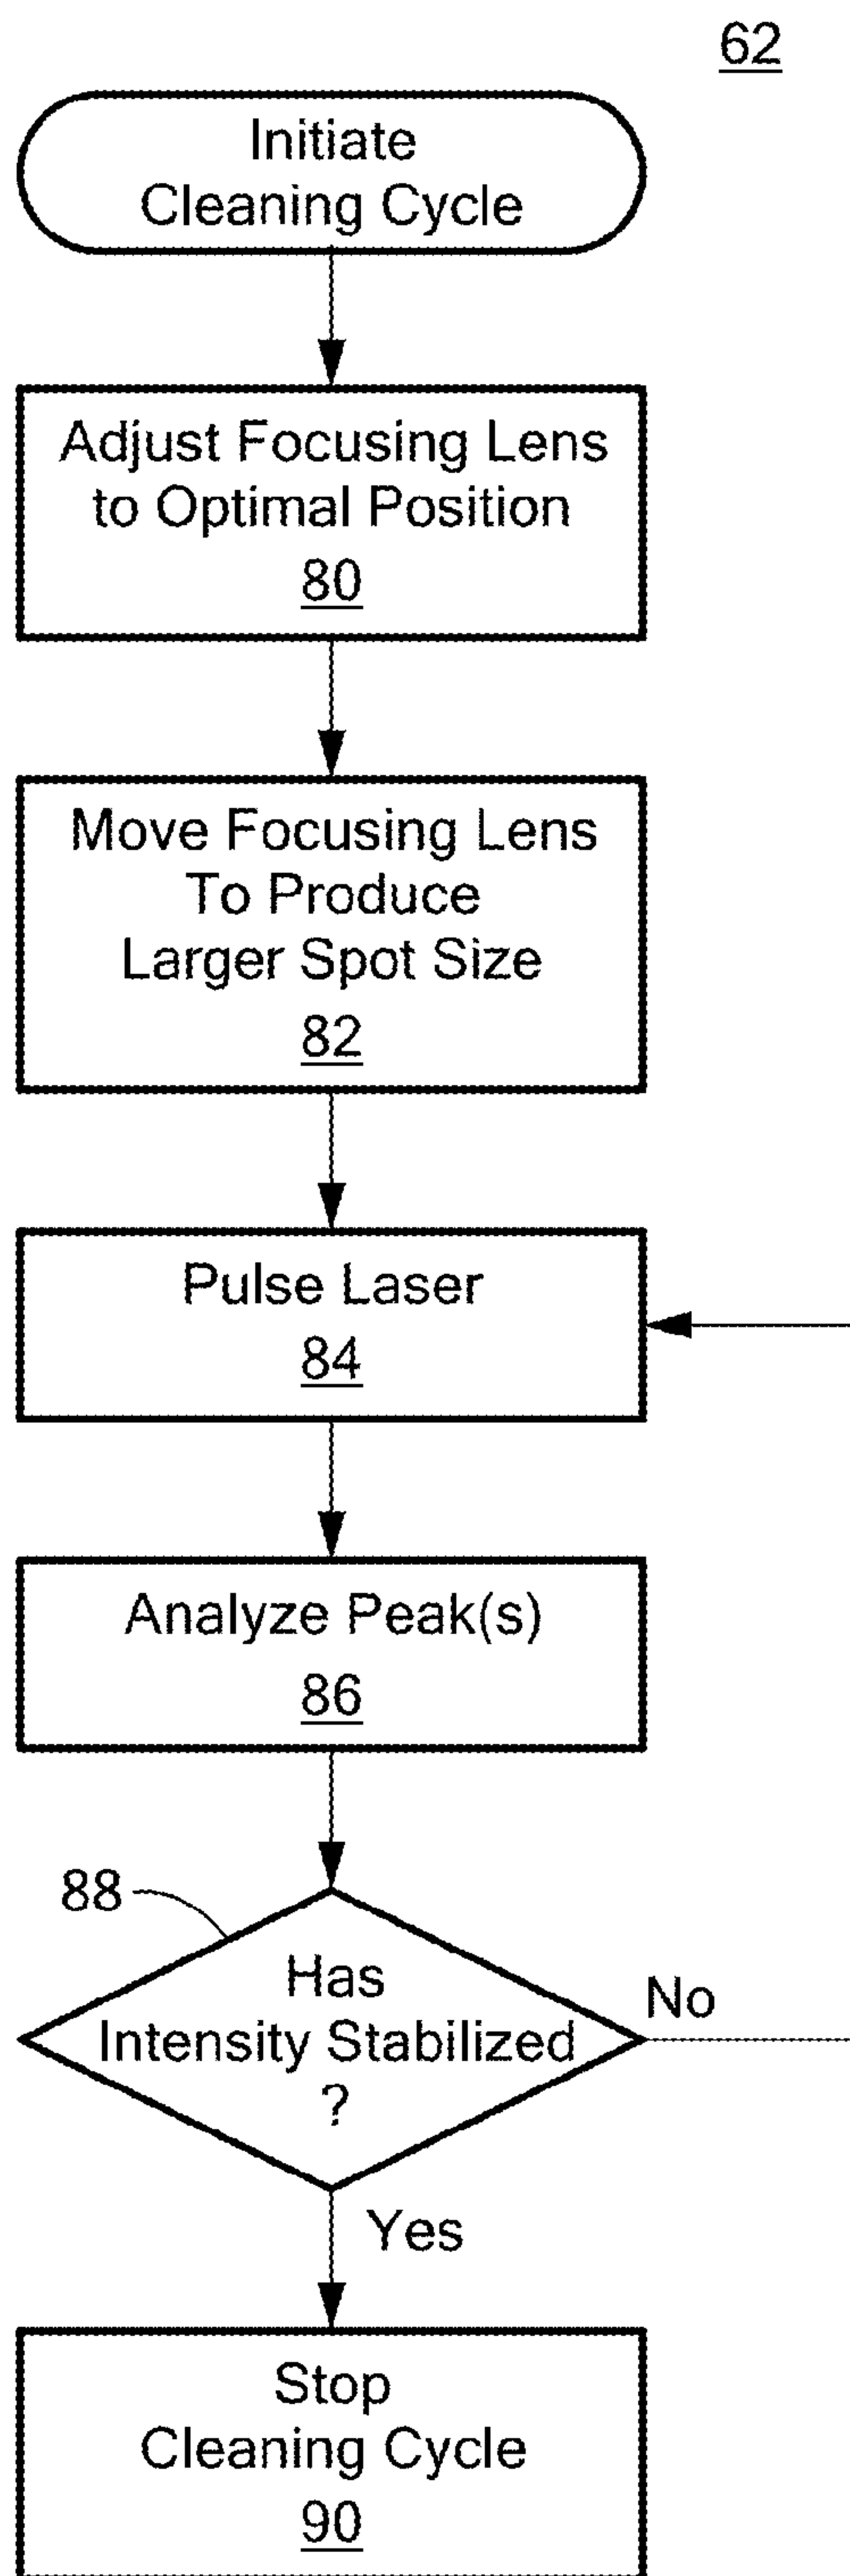 62
Initiate
Cleaning Cycle
Adjust Focusing Lens
to Optimal Position
80
Move Focusing Lens
To Produce
Larger Spot Size
82
Pulse Laser
84
Analyze Peak(s)
86
88
Has
Intensity Stabilized
?
No
Yes
Stop
Cleaning Cycle
90